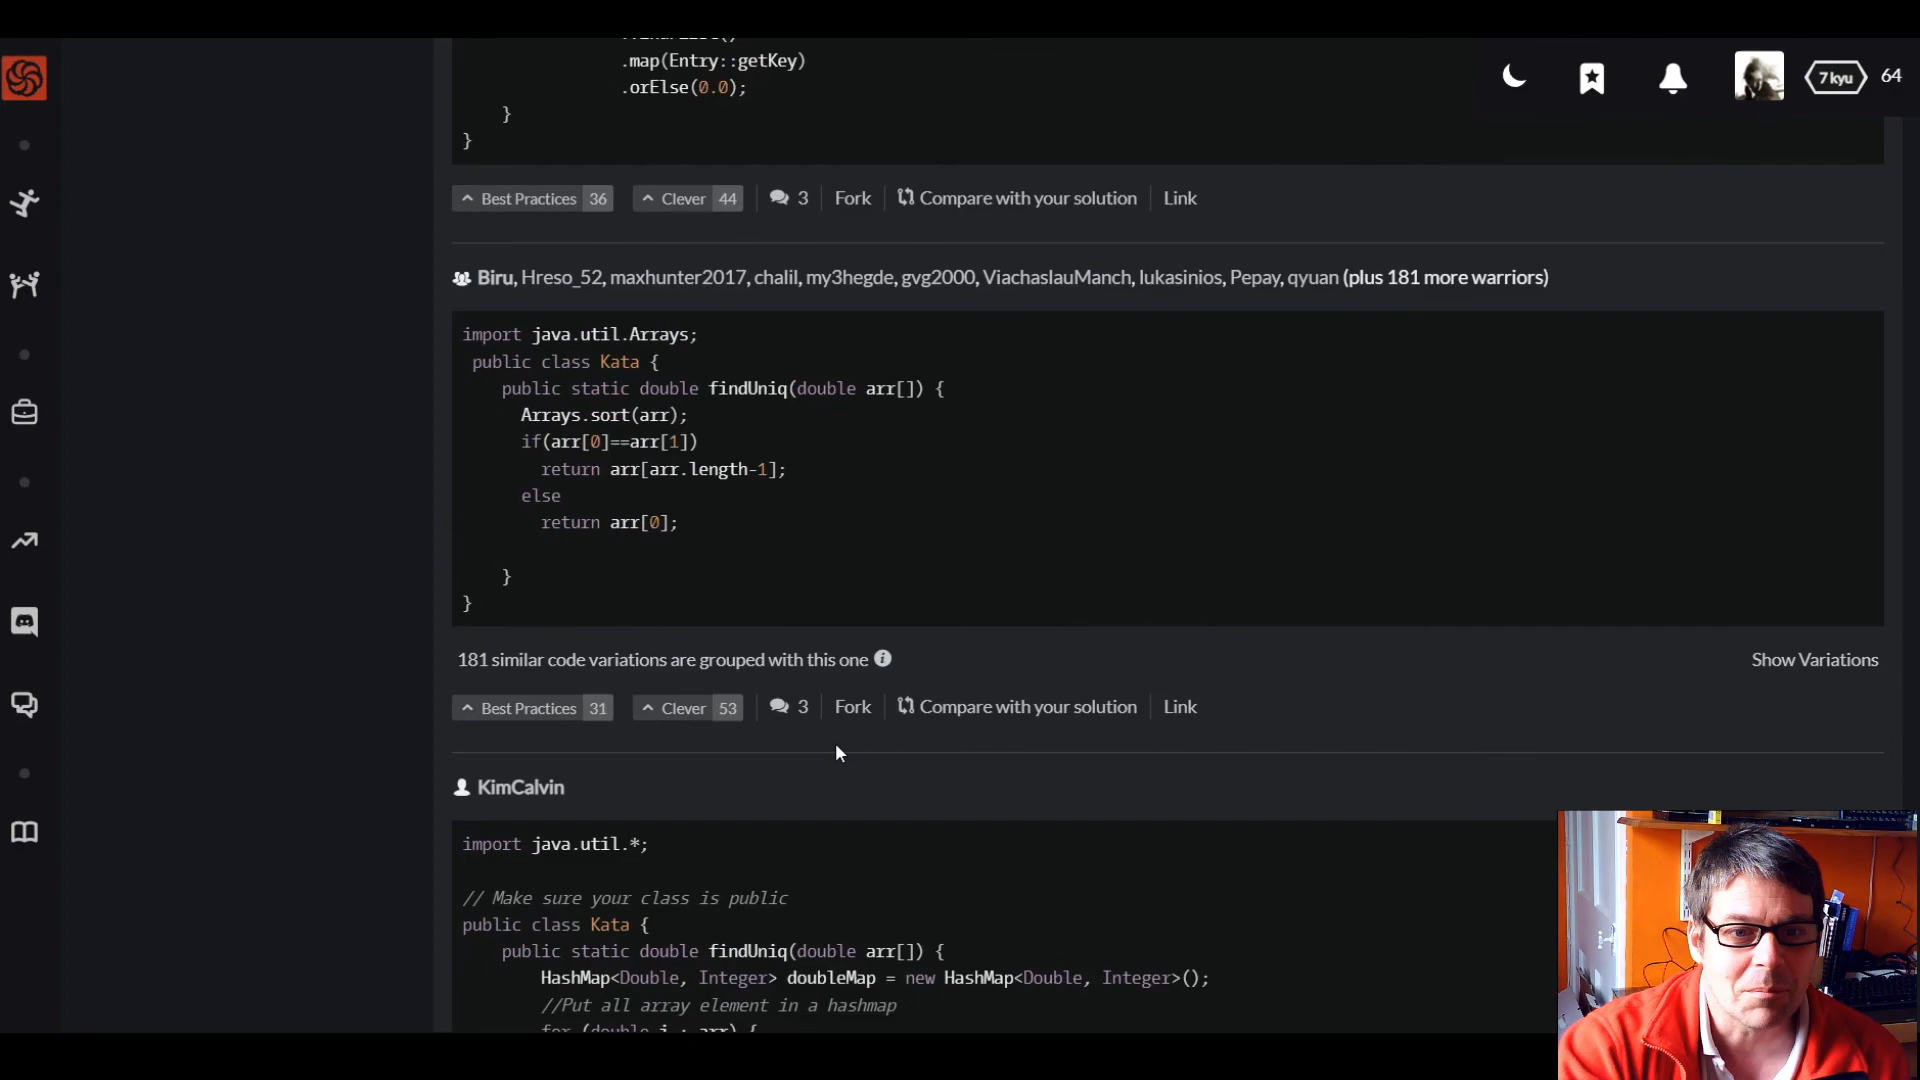 .map(Entry::getKey)
.orElse(0.0);
}
}
7 kyu 64
Best Practices 36 Clever 44 3 Fork Compare with your solution Link
Biru, Hreso_52, maxhunter2017, chalil, my3hegde, gvg2000, ViachaslauManch, lukasinios, Pepay, qyuan (plus 181 more warriors)
import java.util.Arrays;
public class Kata {
public static double findUniq(double arr[]) {
Arrays.sort(arr);
if(arr[0]==arr[1])
return arr[arr.length-1];
else
return arr[0];
}
}
181 similar code variations are grouped with this one
Show Variations
Best Practices 31 Clever 53 3 Fork Compare with your solution Link
KimCalvin
import java.util.*;
// Make sure your class is public
public class Kata {
public static double findUniq(double arr[]) {
HashMap<Double, Integer> doubleMap = new HashMap<Double, Integer>();
//Put all array element in a hashmap
for (double i : arr) {